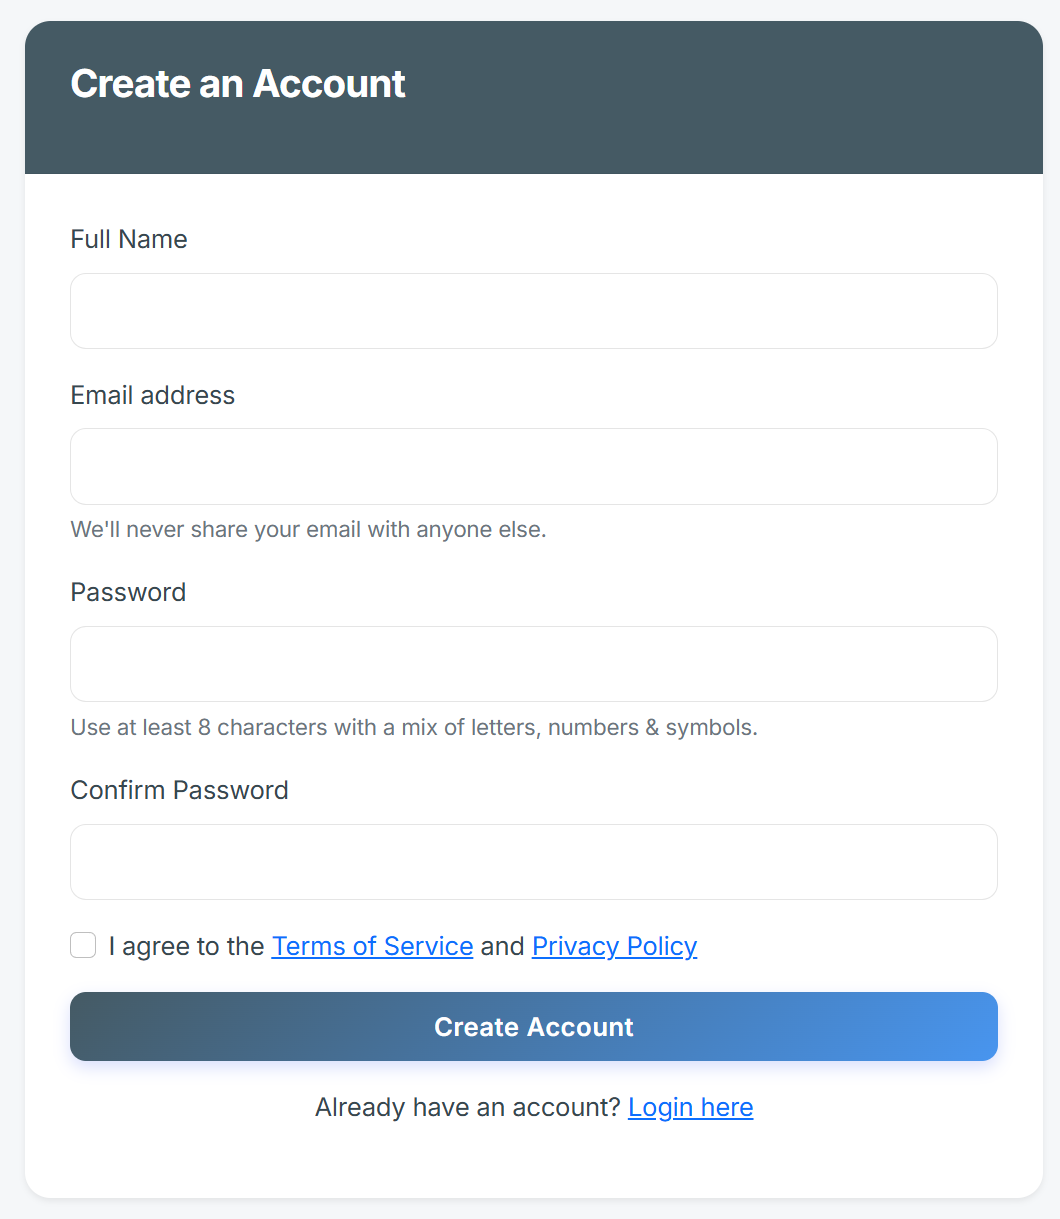 Create an Account
Full Name
Email address
We'll never share your email with anyone else.
Password
Use at least 8 characters with a mix of letters, numbers & symbols.
Confirm Password
I agree to the Terms of Service and Privacy Policy
Create Account
Already have an account? Login here